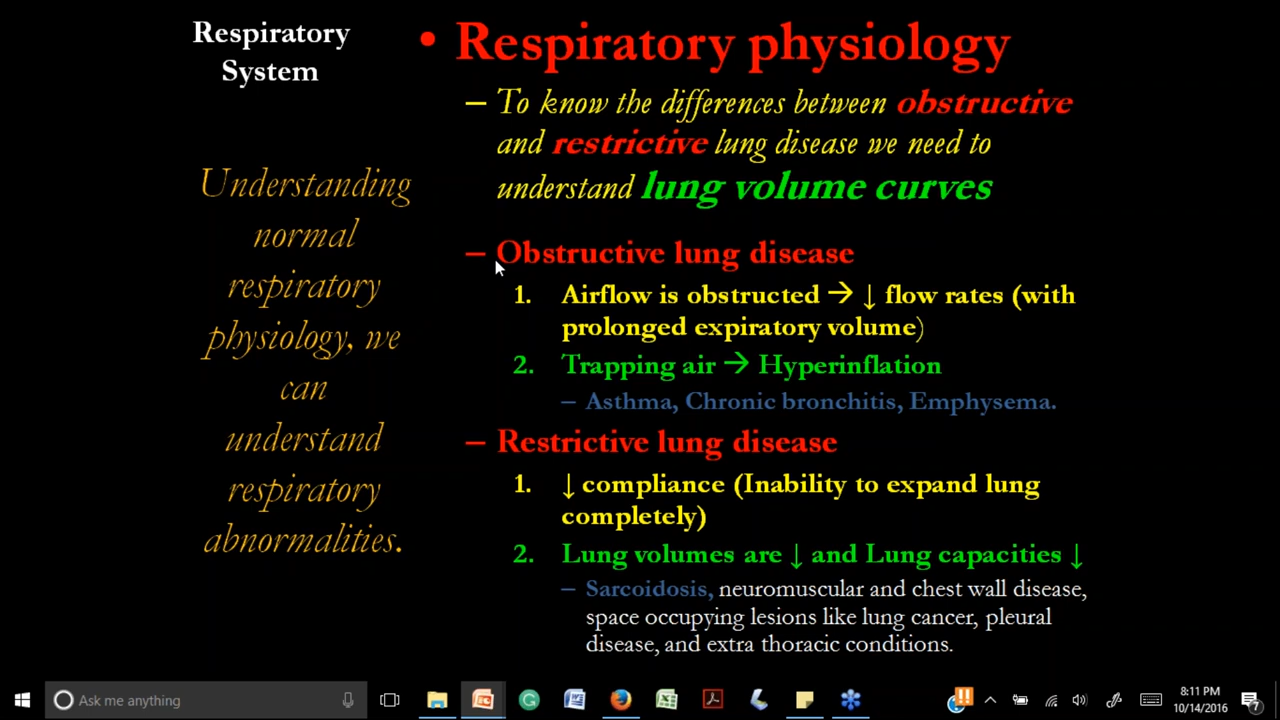 Respiratory
System
Understanding
normal
respiratory
physiology, we
can
understand
respiratory
abnormalities.
• Respiratory physiology
– To know the differences between obstructive
and restrictive lung disease we need to
understand lung volume curves
– Obstructive lung disease
1. Airflow is obstructed → ↓ flow rates (with
prolonged expiratory volume)
2. Trapping air → Hyperinflation
– Asthma, Chronic bronchitis, Emphysema.
– Restrictive lung disease
1. ↓ compliance (Inability to expand lung
completely)
2. Lung volumes are ↓ and Lung capacities ↓
– Sarcoidosis, neuromuscular and chest wall disease,
space occupying lesions like lung cancer, pleural
disease, and extra thoracic conditions.
Ask me anything
8:11 PM
10/14/2016
7